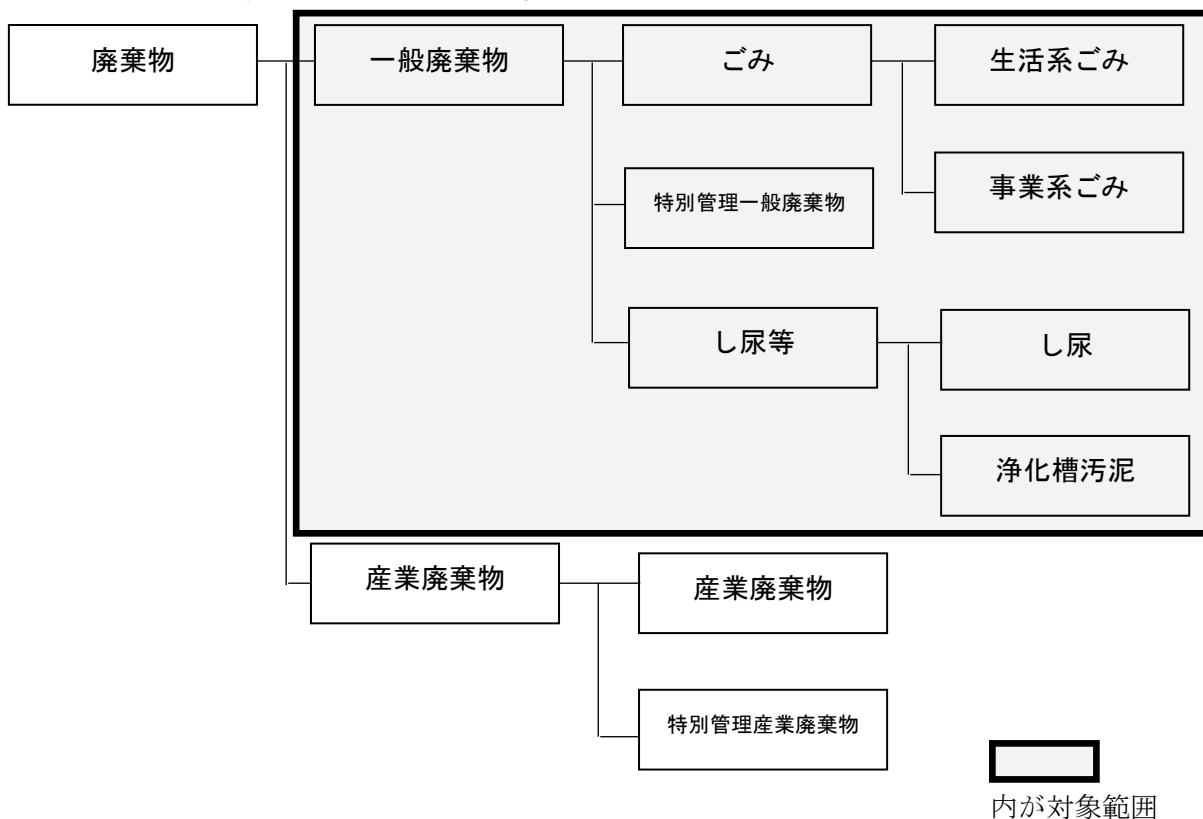 廃棄物
一般廃棄物
ごみ
生活系ごみ
事業系ごみ
特別管理一般廃棄物
し尿等
し尿
浄化槽汚泥
産業廃棄物
産業廃棄物
特別管理産業廃棄物
内が対象範囲